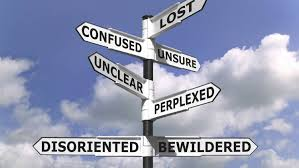 LOST
CONFUSED
UNSURE
UNCLEAR
PERPLEXED
DISORIENTED
BEWILDERED